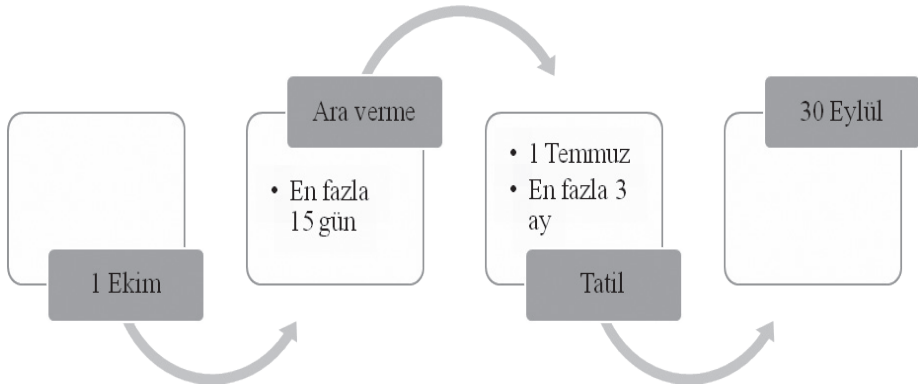 1 Ekim
Ara verme
• En fazla
15 gün
• 1 Temmuz
• En fazla 3
ay
Tatil
30 Eylül